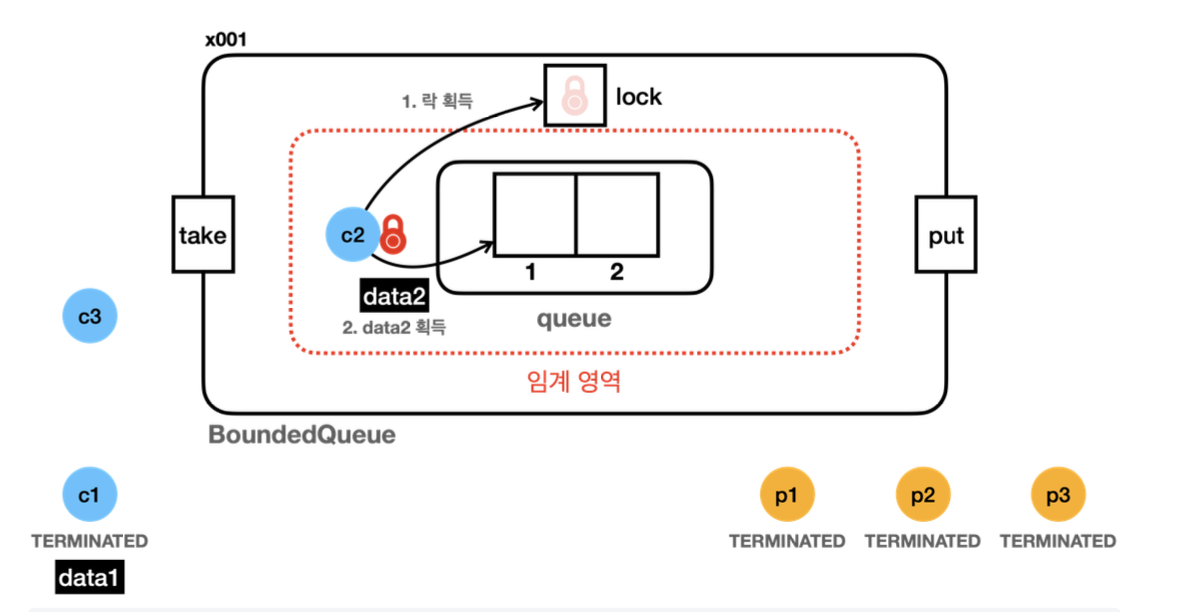 x001
1. 락 획득
lock
take
c2
put
data2
1 2
2. data2 획득
queue
c3
임계 영역
BoundedQueue
c1
p1
p2
p3
TERMINATED
TERMINATED
TERMINATED
TERMINATED
data1